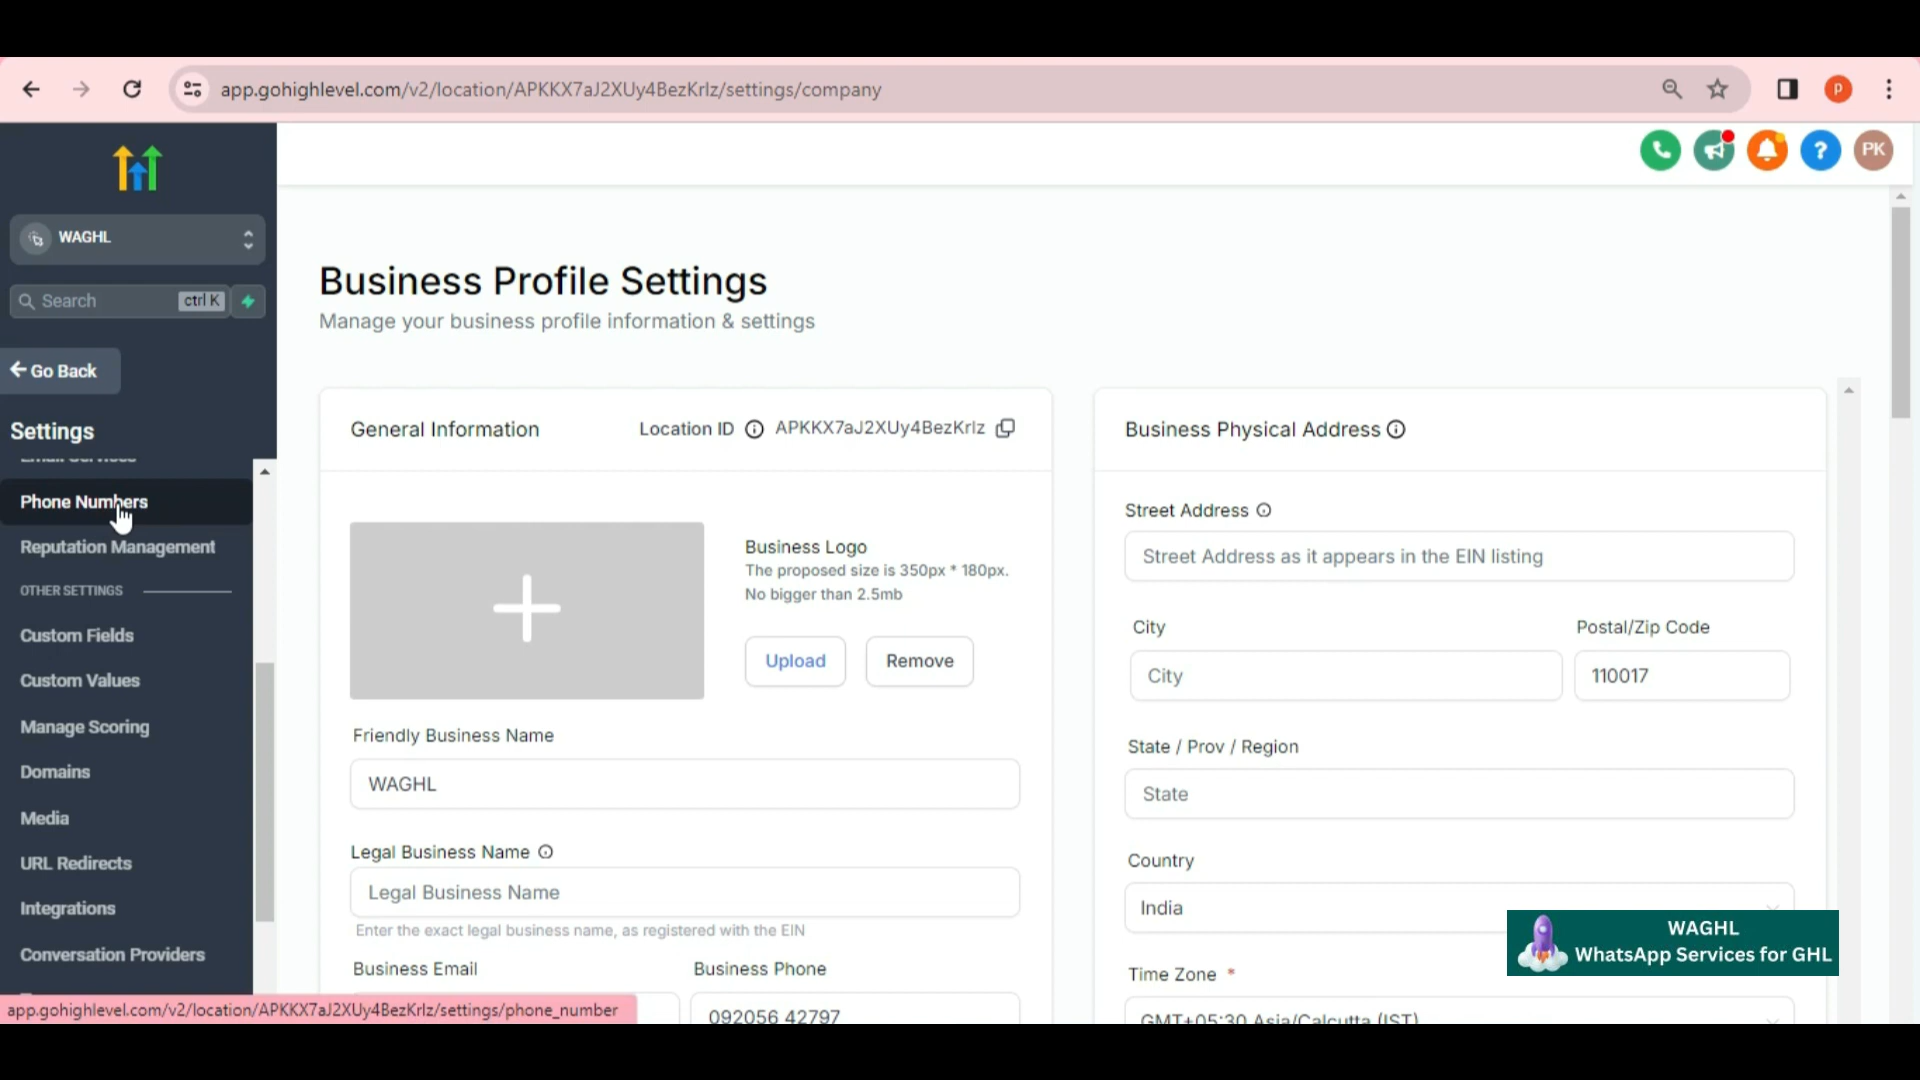 app.gohighlevel.com/v2/location/APKKX7aJ2XUy4BezKrlz/settings/company
P
PK
WAGHL
Search ctrl K
Go Back
Settings
Email Services
Phone Numbers
Reputation Management
OTHER SETTINGS
Custom Fields
Custom Values
Manage Scoring
Domains
Media
URL Redirects
Integrations
Conversation Providers
app.gohighlevel.com/v2/location/APKKX7aJ2XUy4BezKrlz/settings/phone_number
Business Profile Settings
Manage your business profile information & settings
General Information
Location ID APKKX7aJ2XUy4BezKrlz
Business Logo
The proposed size is 350px * 180px.
No bigger than 2.5mb
Upload Remove
Friendly Business Name
WAGHL
Legal Business Name
Legal Business Name
Enter the exact legal business name, as registered with the EIN
Business Email Business Phone
092056 42797
Business Physical Address
Street Address
Street Address as it appears in the EIN listing
City Postal/Zip Code
City 110017
State / Prov / Region
State
Country
India
Time Zone *
GMT+05:30 Asia/Calcutta (IST)
WAGHL
WhatsApp Services for GHL